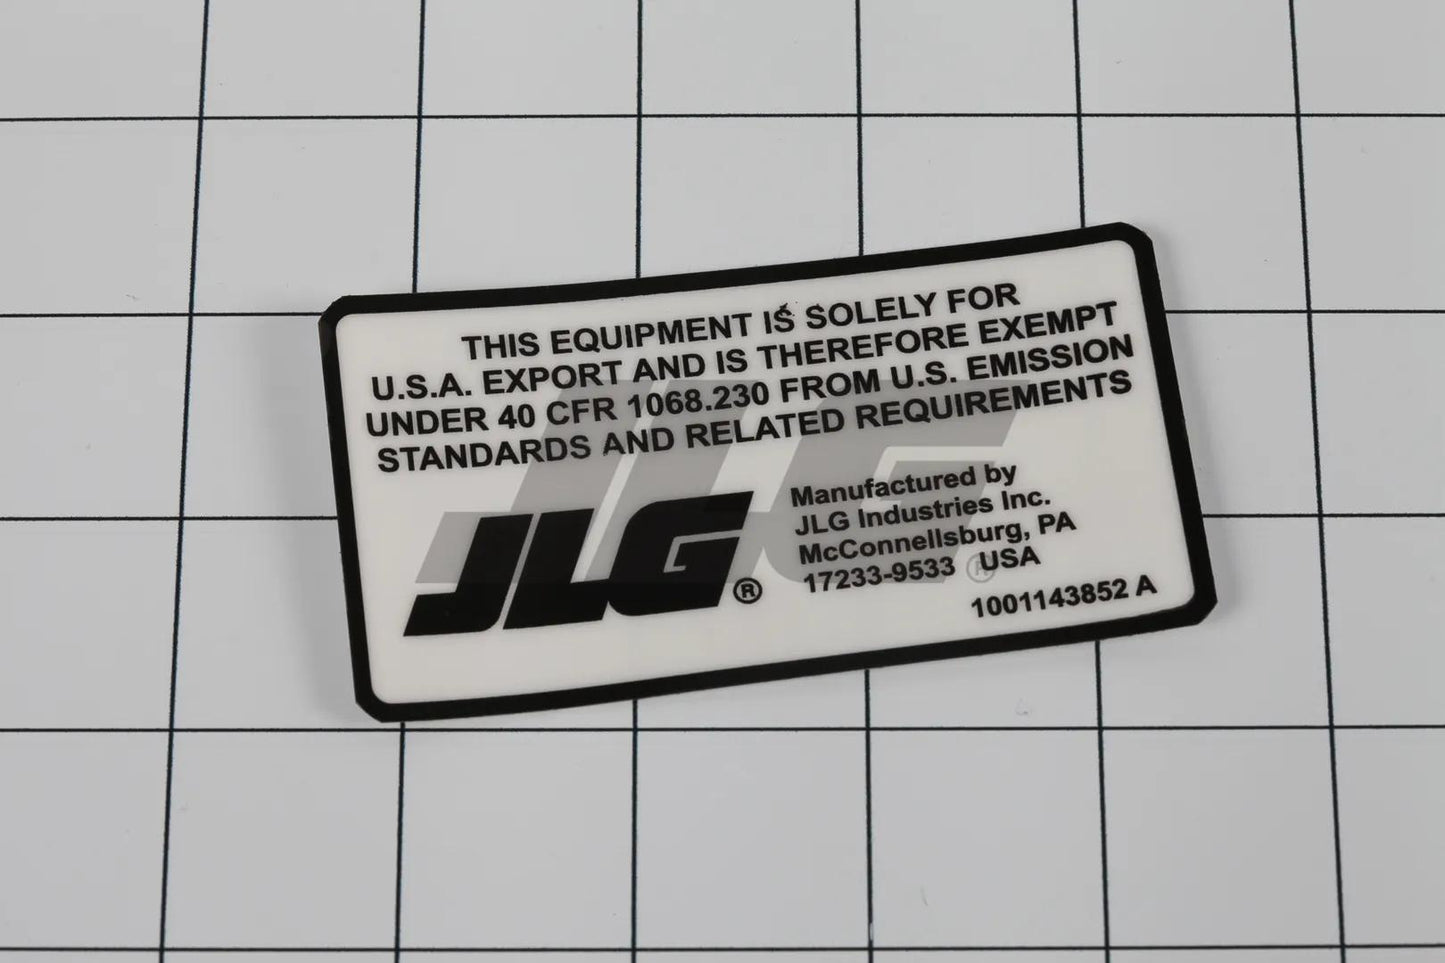 THIS EQUIPMENT IS SOLELY FOR
U.S.A. EXPORT AND IS THEREFORE EXEMPT
UNDER 40 CFR 1068.230 FROM U.S. EMISSION
STANDARDS AND RELATED REQUIREMENTS
JLG®
Manufactured by
JLG Industries Inc.
McConnellsburg, PA
17233-9533 USA
1001143852 A
JLG®